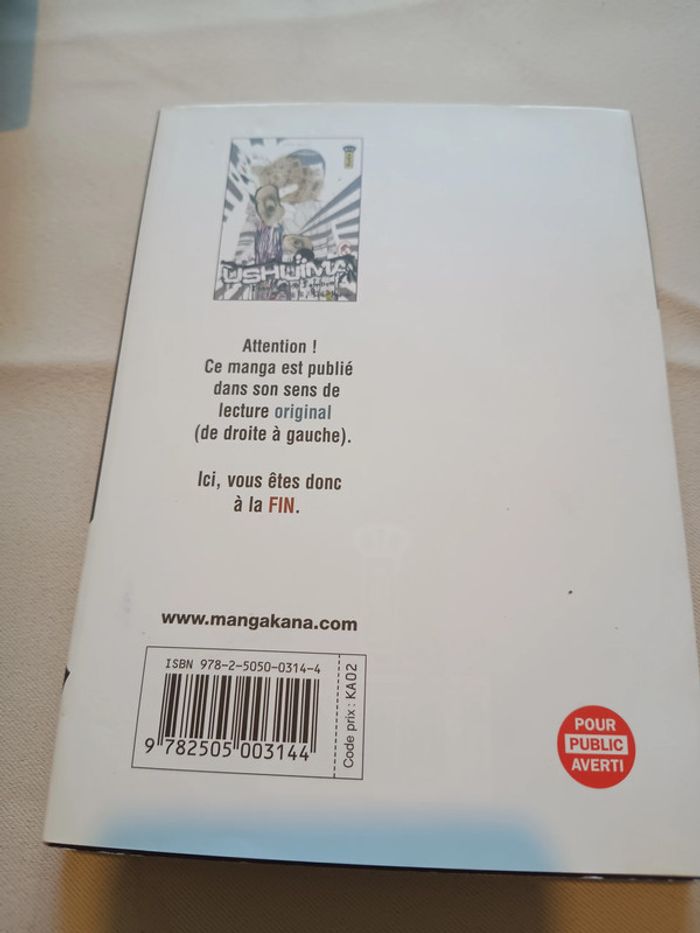 USHIJIMA
Attention !
Ce manga est publié
dans son sens de
lecture original
(de droite à gauche).
Ici, vous êtes donc
à la FIN.
www.mangakana.com
ISBN 978-2-5050-0314-4
9 782505 003144
Code prix : KA02
POUR
PUBLIC
AVERTI